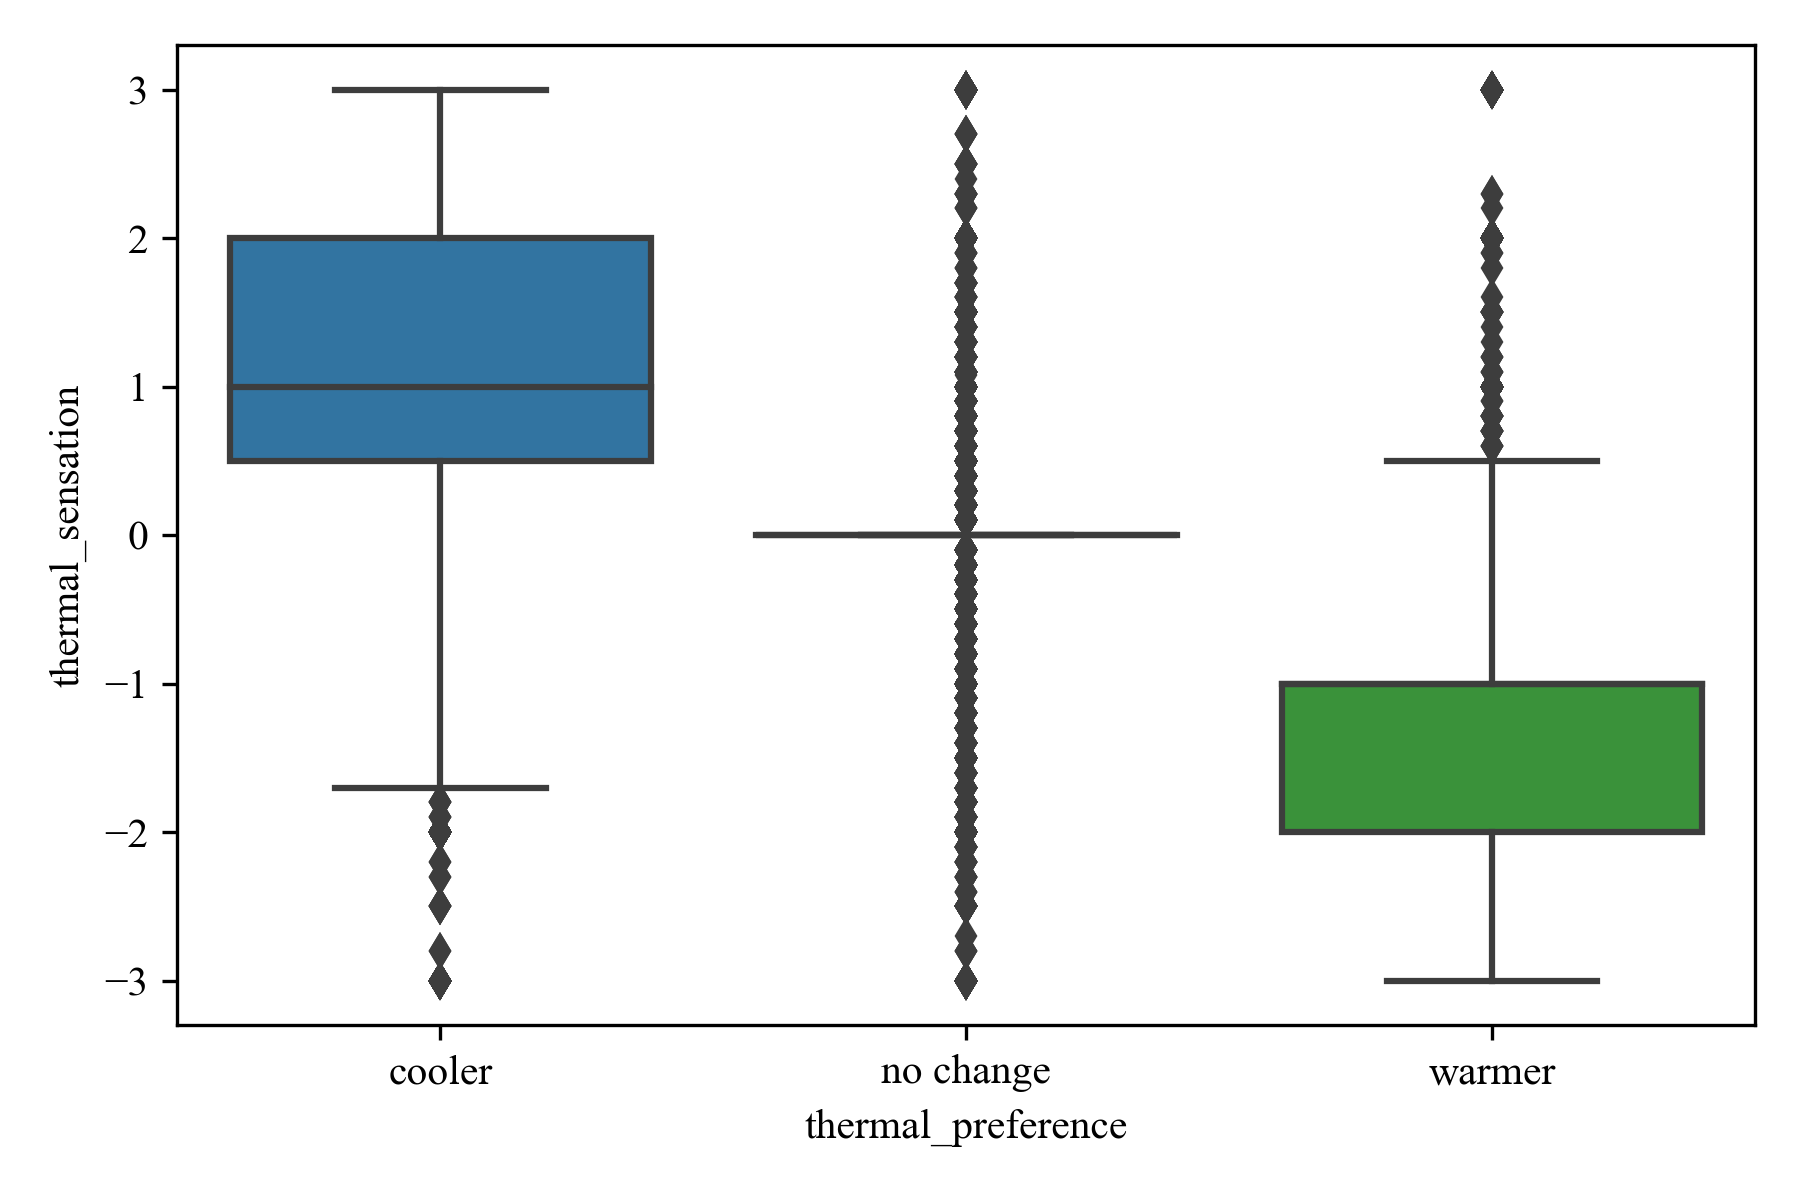 thermal_sensation
3
2
1
0
−1
−2
−3
cooler
no change
warmer
thermal_preference